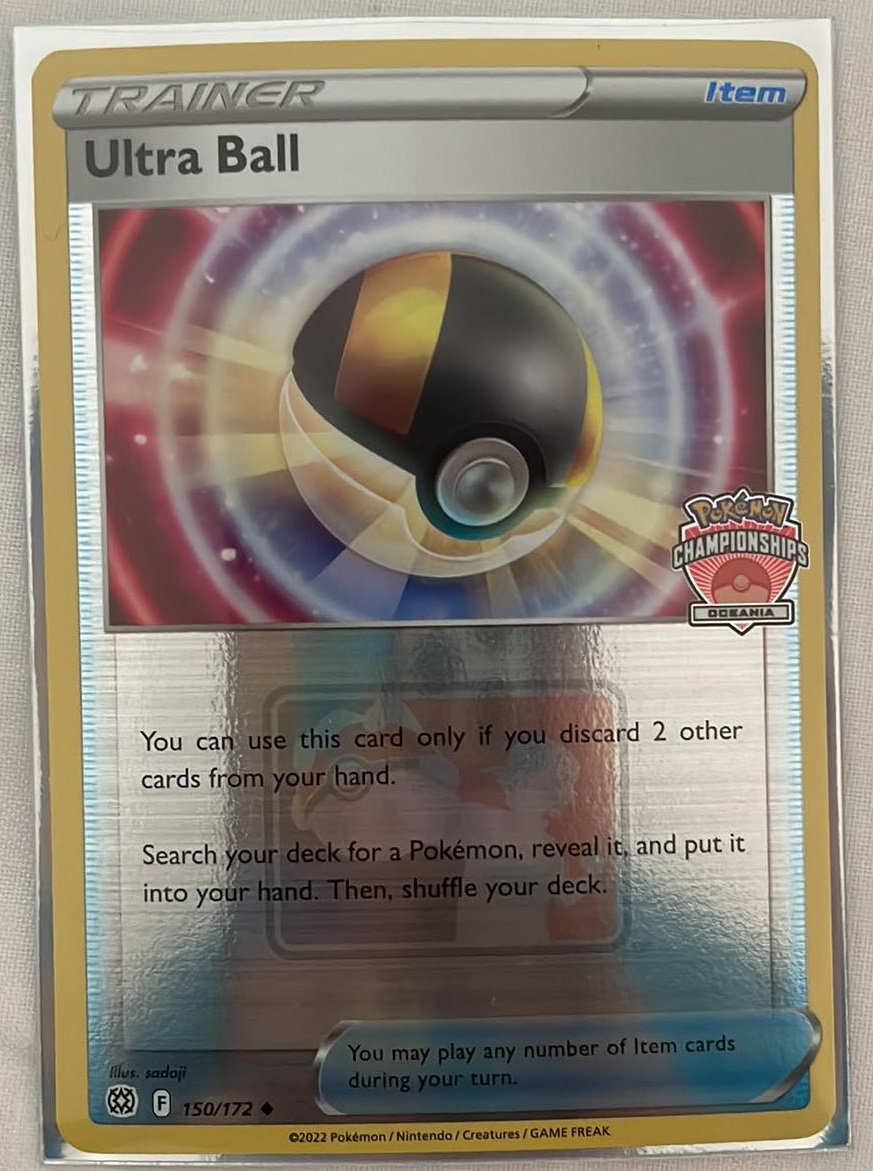 TRAINER
Item
Ultra Ball
POKéMON
CHAMPIONSHIPS
OCEANIA
You can use this card only if you discard 2 other
cards from your hand.
Search your deck for a Pokémon, reveal it, and put it
into your hand. Then, shuffle your deck.
You may play any number of Item cards
during your turn.
Illus. sadaji
F 150/172
©2022 Pokémon / Nintendo / Creatures / GAME FREAK